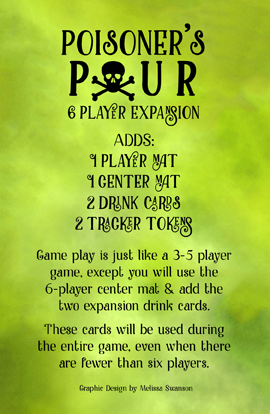 POISONER'S
POUR
6 PLAYER EXPANSION
ADDS:
1 PLAYER MAT
1 CENTER MAT
2 DRINK CARDS
2 TRACKER TOKENS
Game play is just like a 3-5 player
game, except you will use the
6-player center mat & add the
two expansion drink cards.
These cards will be used during
the entire game, even when there
are fewer than six players.
Graphic Design by Melissa Swanson